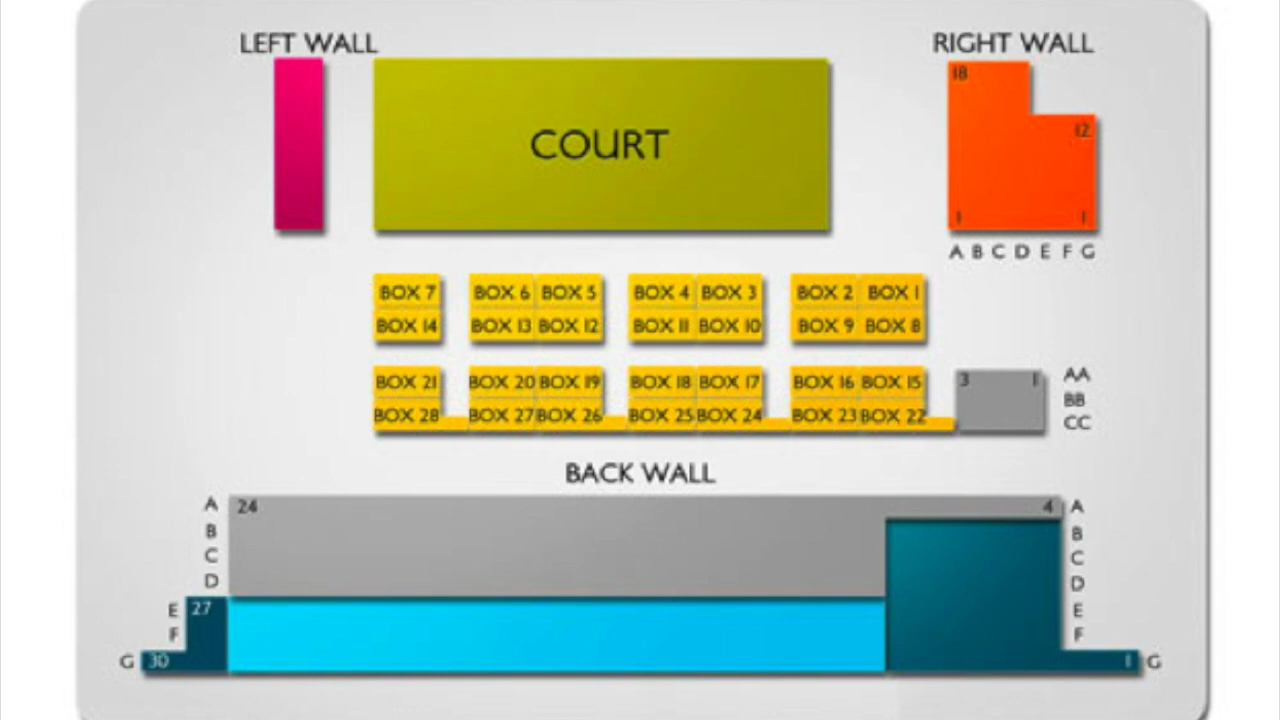 LEFT WALL
RIGHT WALL
COURT
18
12
1 1
A B C D E F G
BOX 7 BOX 6 BOX 5 BOX 4 BOX 3 BOX 2 BOX 1
BOX 14 BOX 13 BOX 12 BOX 11 BOX 10 BOX 9 BOX 8
BOX 21 BOX 20 BOX 19 BOX 18 BOX 17 BOX 16 BOX 15
BOX 28 BOX 27 BOX 26 BOX 25 BOX 24 BOX 23 BOX 22
3 1 AA
BB
CC
BACK WALL
A 24 4 A
B B
C C
D D
E 27 E
F F
G 30 1 G